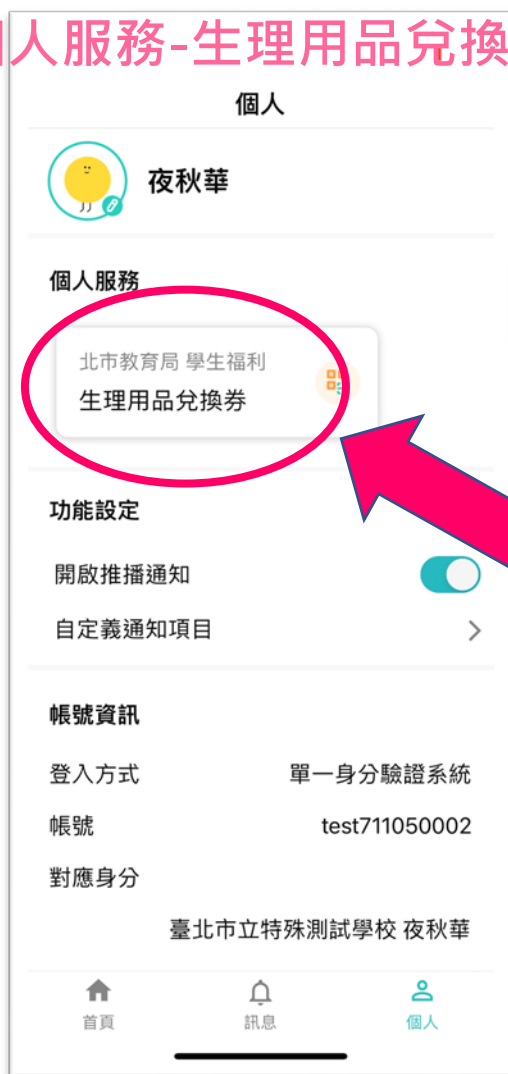 人服務-生理用品兌換
個人
夜秋華
個人服務
北市教育局 學生福利
生理用品兌換券
功能設定
開啟推播通知
自定義通知項目
帳號資訊
登入方式 單一身分驗證系統
帳號 test711050002
對應身分
臺北市立特殊測試學校 夜秋華
首頁 訊息 個人